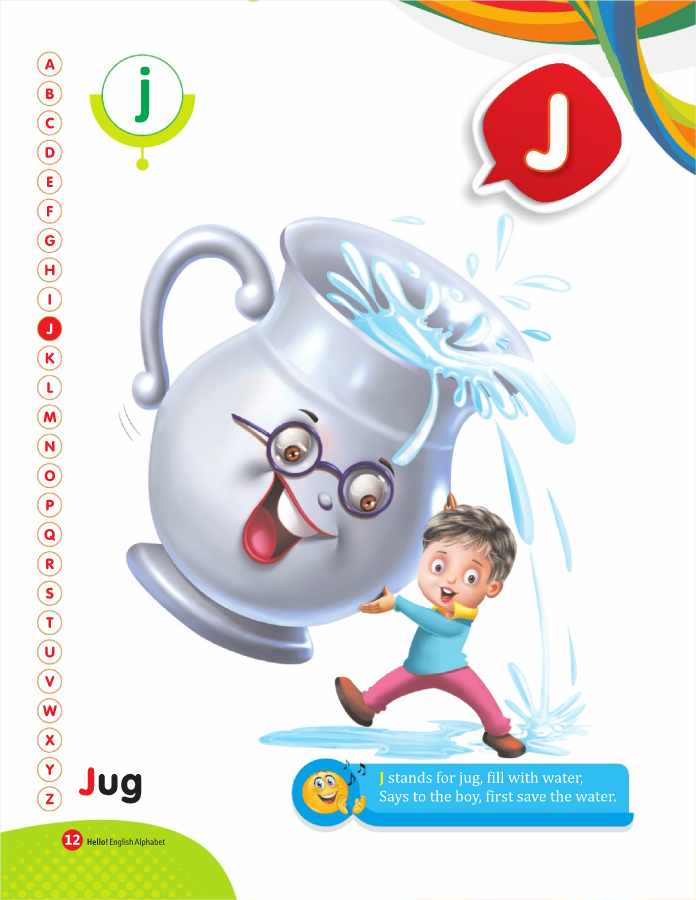 j
J
A
B
C
D
E
F
G
H
I
J
K
L
M
N
O
P
Q
R
S
T
U
V
W
X
Y
Z
Jug
J stands for jug, fill with water,
Says to the boy, first save the water.
12 Hello! English Alphabet